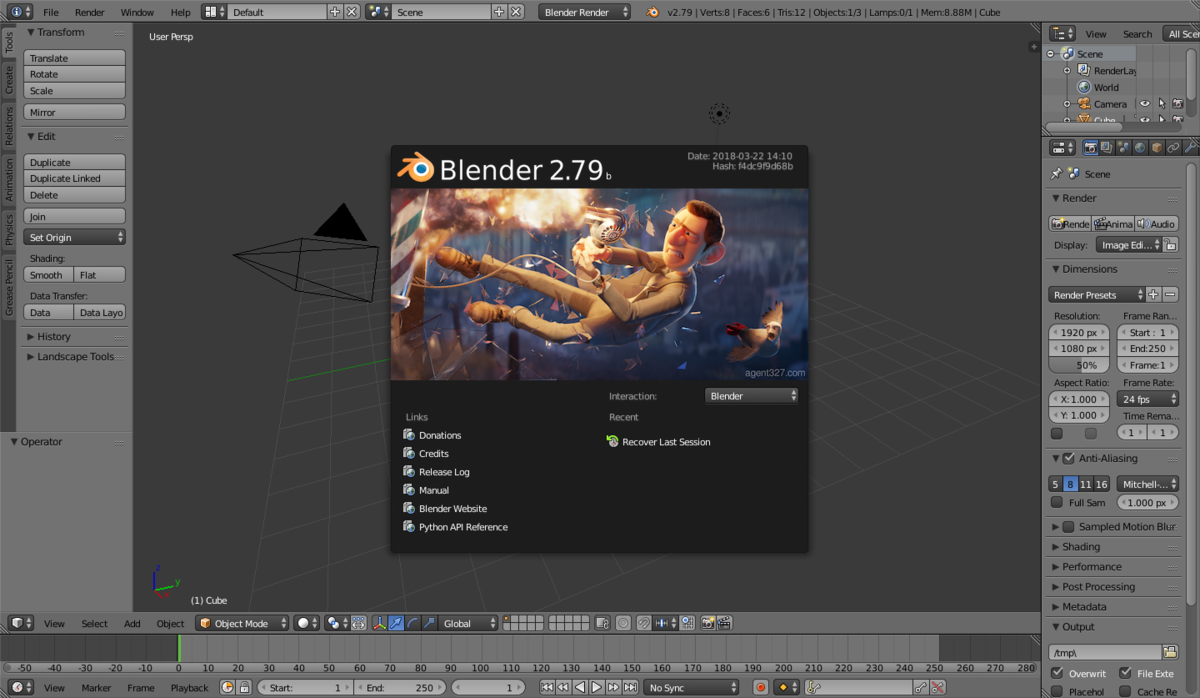 File Render Window Help Default Scene Blender Render v2.79 | Verts:8 | Faces:6 | Tris:12 | Objects:1/3 | Lamps:0/1 | Mem:8.88M | Cube
Tools
Create
Relations
Animation
Physics
Grease Pencil
Transform
Translate
Rotate
Scale
Mirror
Edit
Duplicate
Duplicate Linked
Delete
Join
Set Origin
Shading:
Smooth Flat
Data Transfer:
Data Data Layo
History
Landscape Tools
Operator
User Persp
Blender 2.79b
Date: 2018-03-22 14:10
Hash: f4dc9f9d68b
agent327.com
Interaction: Blender
Links
Donations
Credits
Release Log
Manual
Blender Website
Python API Reference
Recent
Recover Last Session
z
y
(1) Cube
View Select Add Object Object Mode Global
-50 -40 -30 -20 -10 0 10 20 30 40 50 60 70 80 90 100 110 120 130 140 150 160 170 180 190 200 210 220 230 240 250 260 270 280
View Marker Frame Playback Start: 1 End: 250 1 No Sync
View Search All Scen
Scene
RenderLay
World
Camera
Cube
Scene
Render
Rende Anima Audio
Display: Image Edi...
Dimensions
Render Presets
Resolution: Frame Ran...
1920 px Start : 1
1080 px End:250
50% Frame:1
Aspect Ratio: Frame Rate:
X:1.000 24 fps
Y: 1.000 Time Rema...
1 1
Anti-Aliasing
5 8 11 16 Mitchell-...
Full Sam 1.000 px
Sampled Motion Blur
Shading
Performance
Post Processing
Metadata
Output
/tmp\
Overwrit File Exte
Placehol Cache Re